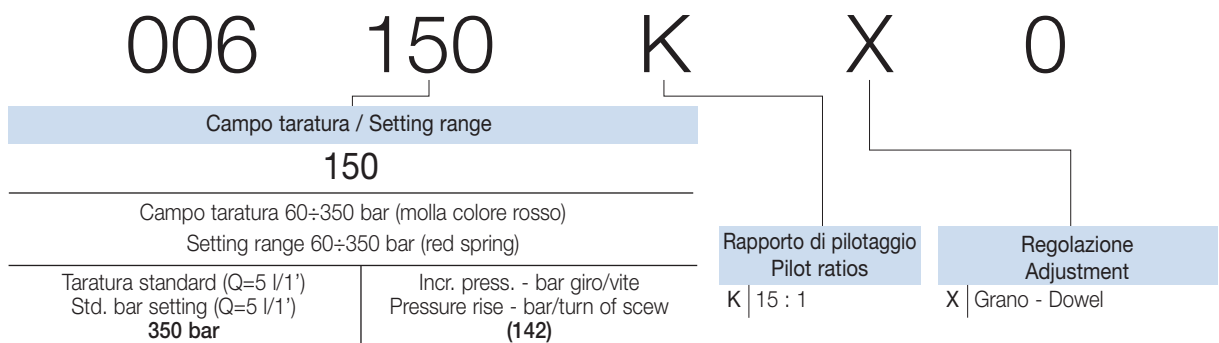 006 150 K X 0
Campo taratura / Setting range
150
Campo taratura 60÷350 bar (molla colore rosso)
Setting range 60÷350 bar (red spring)
Taratura standard (Q=5 l/1')
Std. bar setting (Q=5 l/1')
350 bar
Incr. press. - bar giro/vite
Pressure rise - bar/turn of scew
(142)
Rapporto di pilotaggio
Pilot ratios
K 15 : 1
Regolazione
Adjustment
X Grano - Dowel